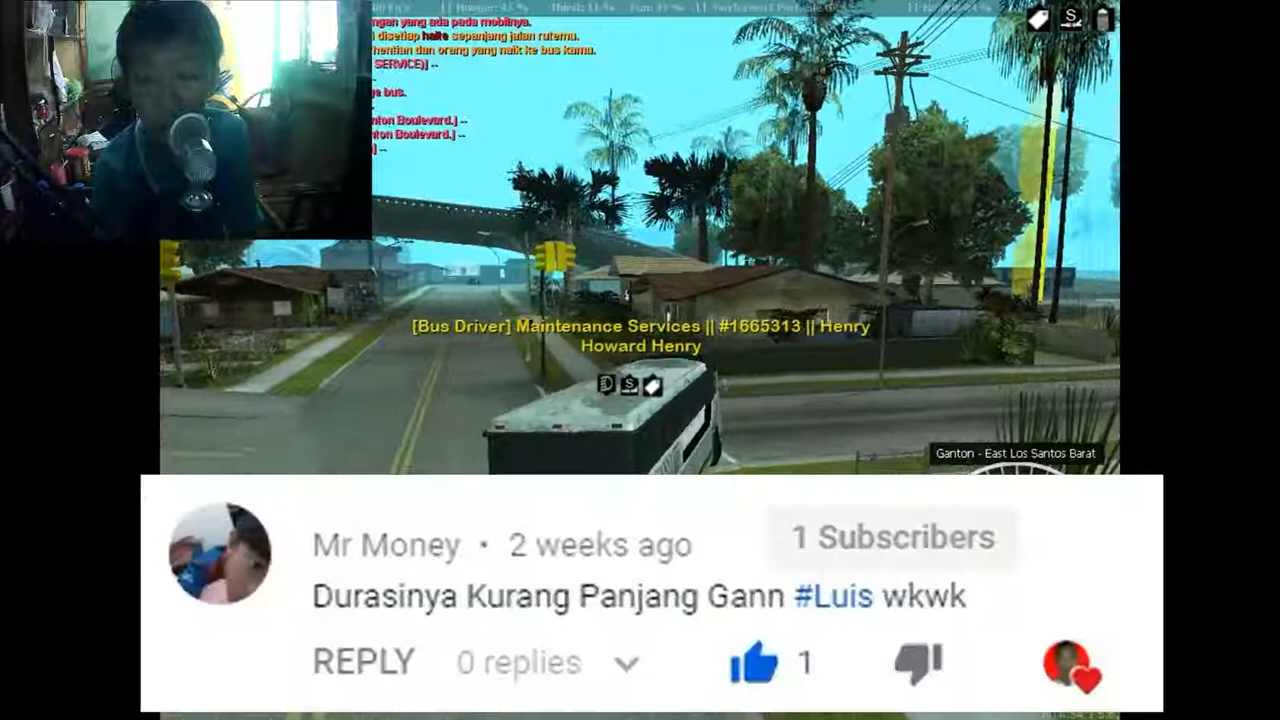 ngan yang ada pada mobilnya.
i disetiap halte sepanjang jalan rutemu.
hentian dan orang yang naik ke bus kamu.
SERVICE)] --
ge bus.
nton Boulevard.] --
nton Boulevard.] --
] --
[Bus Driver] Maintenance Services || #1665313 || Henry
Howard Henry
Ganton - East Los Santos Barat
Mr Money • 2 weeks ago
1 Subscribers
Durasinya Kurang Panjang Gann #Luis wkwk
REPLY 0 replies 1